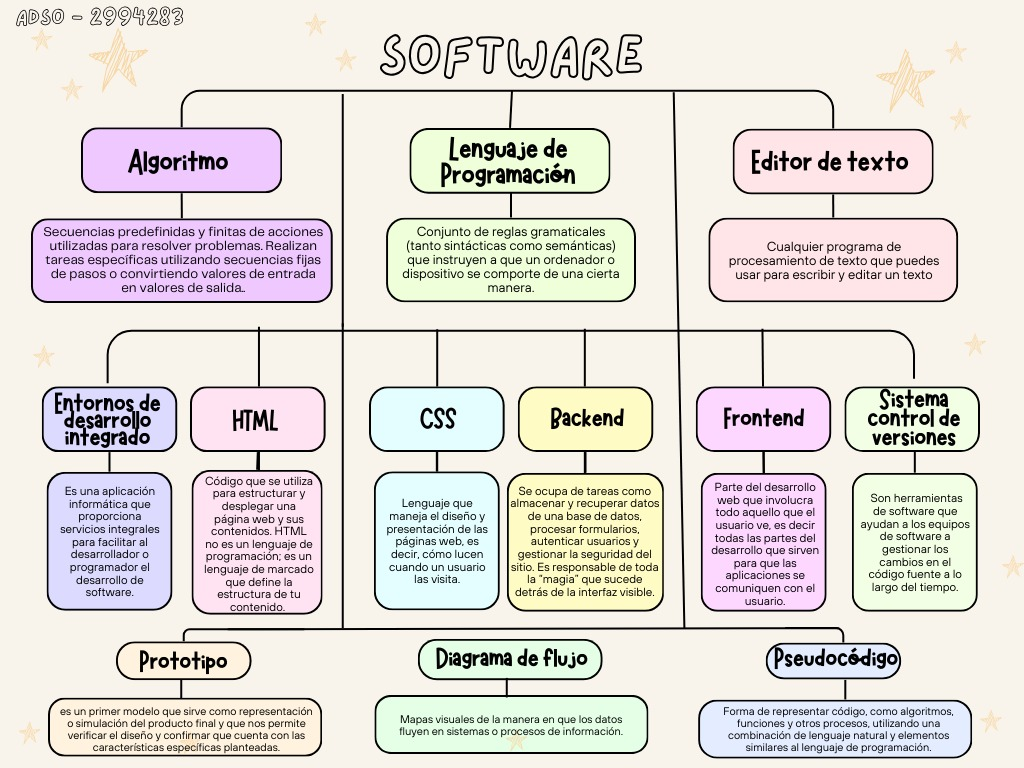 ADSO - 2994283
SOFTWARE
Algoritmo
Lenguaje de
Programación
Editor de texto
Secuencias predefinidas y finitas de acciones
utilizadas para resolver problemas. Realizan
tareas específicas utilizando secuencias fijas
de pasos o convirtiendo valores de entrada
en valores de salida..
Conjunto de reglas gramaticales
(tanto sintácticas como semánticas)
que instruyen a que un ordenador o
dispositivo se comporte de una cierta
manera.
Cualquier programa de
procesamiento de texto que puedes
usar para escribir y editar un texto
Entornos de
desarrollo
integrado
HTML
CSS
Backend
Frontend
Sistema
control de
versiones
Es una aplicación
informática que
proporciona
servicios integrales
para facilitar al
desarrollador o
programador el
desarrollo de
software.
Código que se utiliza
para estructurar y
desplegar una
página web y sus
contenidos. HTML
no es un lenguaje de
programación; es un
lenguaje de marcado
que define la
estructura de tu
contenido.
Lenguaje que
maneja el diseño y
presentación de las
páginas web, es
decir, cómo lucen
cuando un usuario
las visita.
Se ocupa de tareas como
almacenar y recuperar datos
de una base de datos,
procesar formularios,
autenticar usuarios y
gestionar la seguridad del
sitio. Es responsable de toda
la "magia" que sucede
detrás de la interfaz visible.
Parte del desarrollo
web que involucra
todo aquello que el
usuario ve, es decir
todas las partes del
desarrollo que sirven
para que las
aplicaciones se
comuniquen con el
usuario.
Son herramientas
de software que
ayudan a los equipos
de software a
gestionar los
cambios en el
código fuente a lo
largo del tiempo.
Prototipo
Diagrama de flujo
Pseudocódigo
es un primer modelo que sirve como representación
o simulación del producto final y que nos permite
verificar el diseño y confirmar que cuenta con las
características específicas planteadas.
Mapas visuales de la manera en que los datos
fluyen en sistemas o procesos de información.
Forma de representar código, como algoritmos,
funciones y otros procesos, utilizando una
combinación de lenguaje natural y elementos
similares al lenguaje de programación.